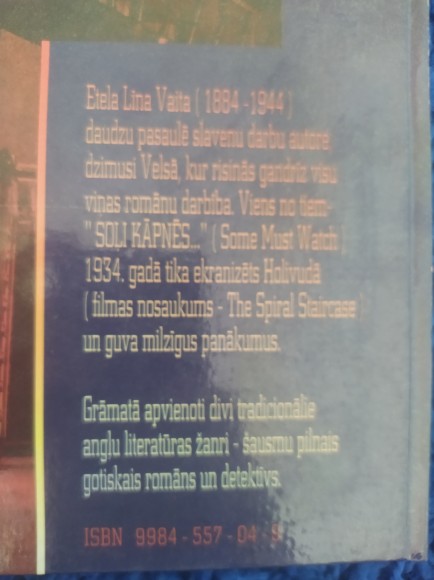 Etela Līna Vaita ( 1884 - 1944 )
daudzu pasaulē slavenu darbu autore
dzimusi Velsā, kur risinās gandrīz visu
viņas romānu darbība. Viens no tiem-
" SOĻI KĀPNĒS..." ( Some Must Watch )
1934. gadā tika ekranizēts Holivudā
( filmas nosaukums - The Spiral Staircase )
un guva milzīgus panākumus.
Grāmatā apvienoti divi tradicionālie
angļu literatūras žanri - šausmu pilnais
gotiskais romāns un detektīvs.
ISBN 9984 - 557 - 04 - 9